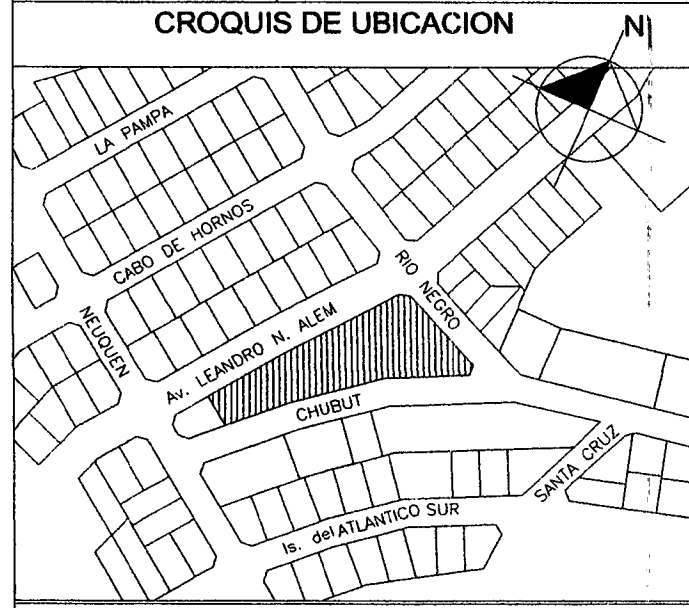 CROQUIS DE UBICACION
N
LA PAMPA
CABO DE HORNOS
NEUQUEN
RIO NEGRO
Av. LEANDRO N. ALEM
CHUBUT
SANTA CRUZ
Is. del ATLANTICO SUR